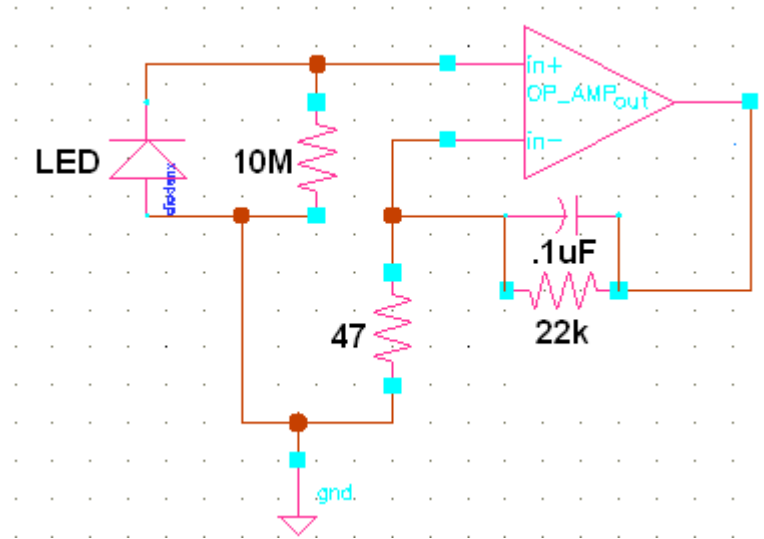 in+
OP_AMP
out
in-
LED
10M
.1uF
22k
47
gnd